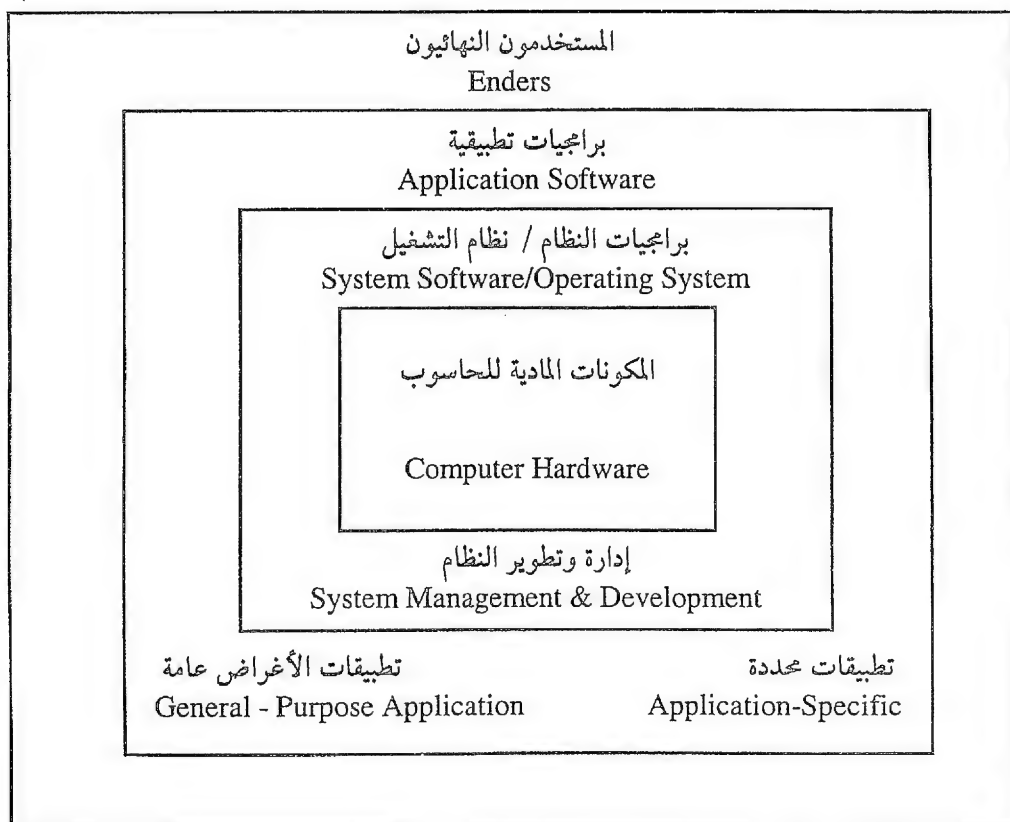 المستخدمون النهائيون
Enders
برامجيات تطبيقية
Application Software
برامجيات النظام / نظام التشغيل
System Software/Operating System
المكونات المادية للحاسوب
Computer Hardware
إدارة وتطوير النظام
System Management & Development
تطبيقات محددة
تطبيقات الأغراض عامة
General - Purpose Application
Application-Specific